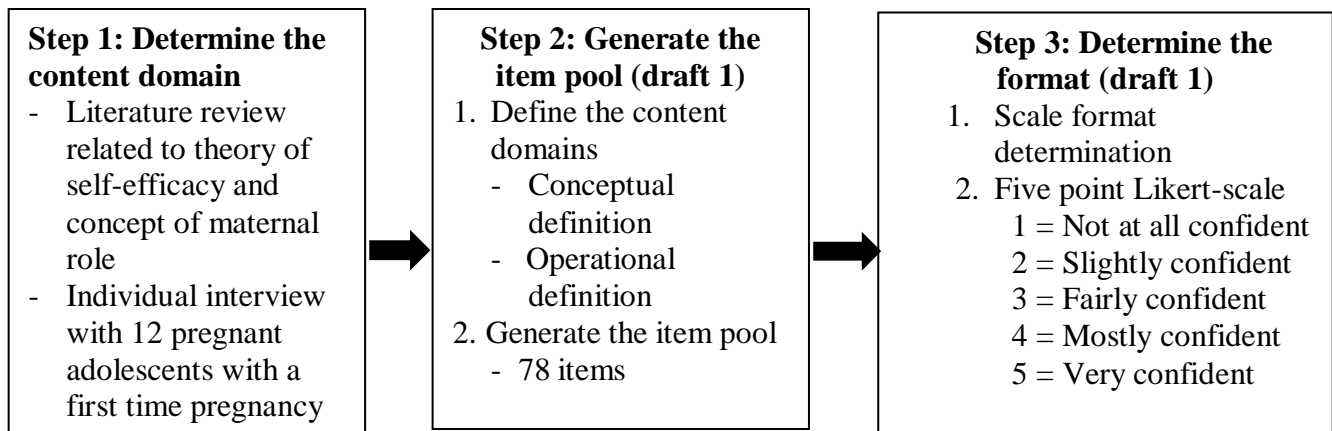 Step 1: Determine the
content domain
- Literature review
related to theory of
self-efficacy and
concept of maternal
role
- Individual interview
with 12 pregnant
adolescents with a
first time pregnancy
Step 2: Generate the
item pool (draft 1)
1. Define the content
domains
- Conceptual
definition
- Operational
definition
2. Generate the item pool
- 78 items
Step 3: Determine the
format (draft 1)
1. Scale format
determination
2. Five point Likert-scale
1 = Not at all confident
2 = Slightly confident
3 = Fairly confident
4 = Mostly confident
5 = Very confident